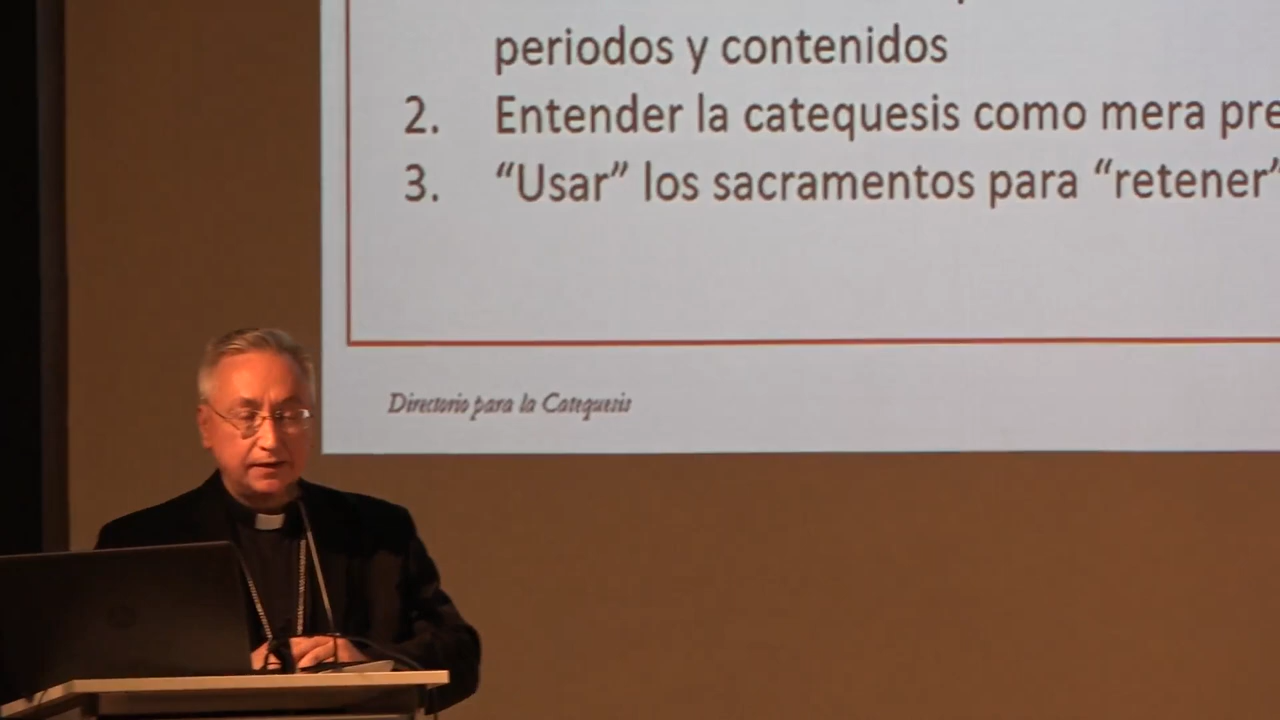 periodos y contenidos
2. Entender la catequesis como mera pre
3. “Usar” los sacramentos para “retener”
Directorio para la Catequesis